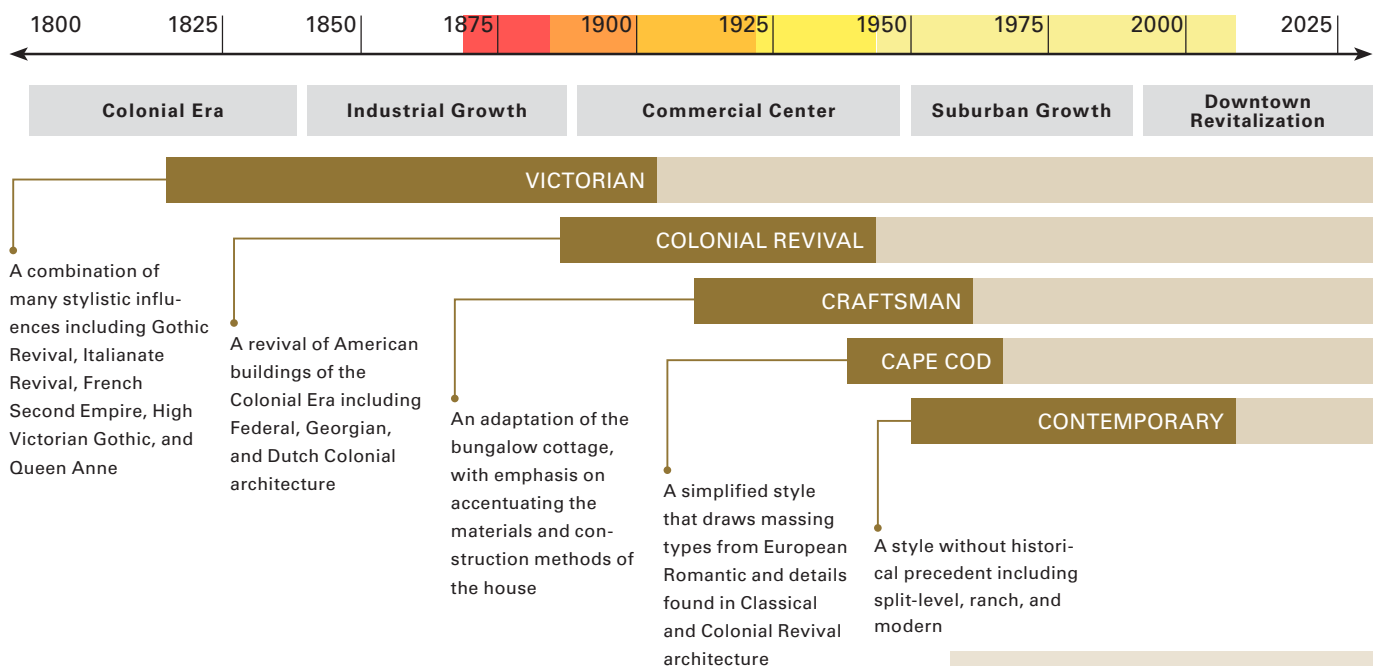 1800 1825 1850 1875 1900 1925 1950 1975 2000 2025
Colonial Era
Industrial Growth
Commercial Center
Suburban Growth
Downtown
Revitalization
VICTORIAN
COLONIAL REVIVAL
CRAFTSMAN
CAPE COD
CONTEMPORARY
A combination of
many stylistic influ-
ences including Gothic
Revival, Italianate
Revival, French
Second Empire, High
Victorian Gothic, and
Queen Anne
A revival of American
buildings of the
Colonial Era including
Federal, Georgian,
and Dutch Colonial
architecture
An adaptation of the
bungalow cottage,
with emphasis on
accentuating the
materials and con-
struction methods of
the house
A simplified style
that draws massing
types from European
Romantic and details
found in Classical
and Colonial Revival
architecture
A style without histori-
cal precedent including
split-level, ranch, and
modern